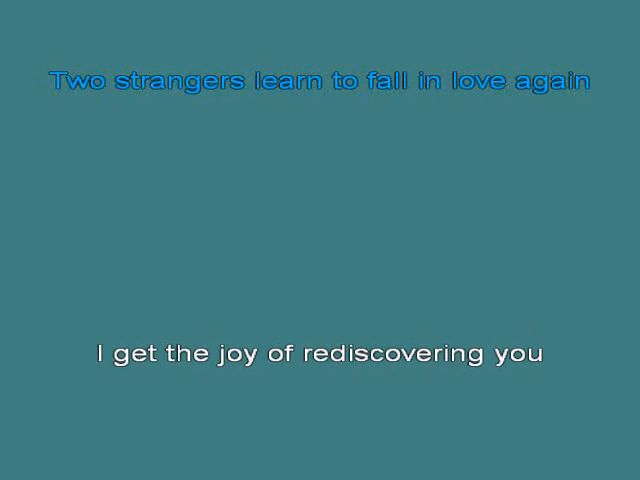 Two strangers learn to fall in love again
I get the joy of rediscovering you